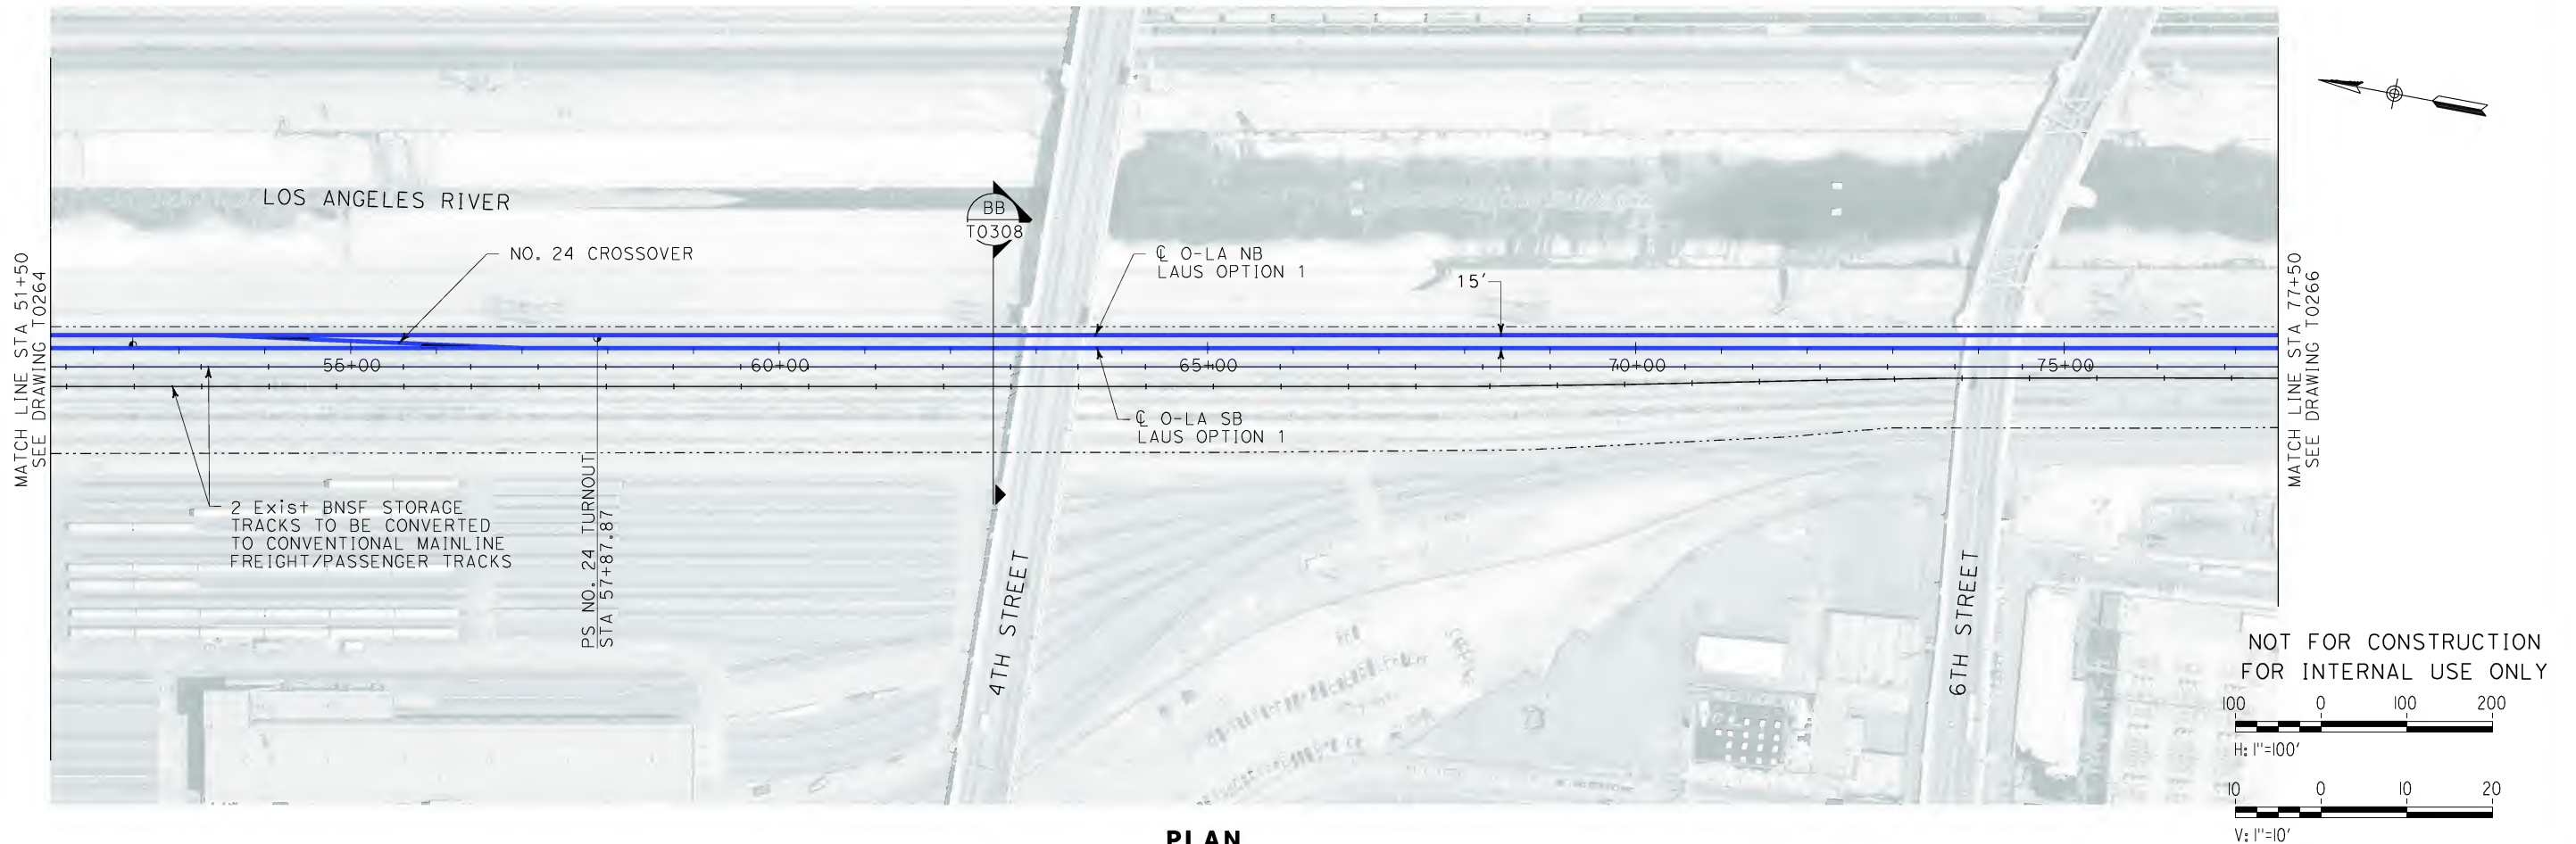 LOS ANGELES RIVER
NO. 24 CROSSOVER
BB
T0308
℄ O-LA NB
LAUS OPTION 1
15'
MATCH LINE STA 51+50
SEE DRAWING T0264
55+00
60+00
65+00
70+00
75+00
MATCH LINE STA 77+50
SEE DRAWING T0266
℄ O-LA SB
LAUS OPTION 1
2 Exist BNSF STORAGE
TRACKS TO BE CONVERTED
TO CONVENTIONAL MAINLINE
FREIGHT/PASSENGER TRACKS
PS NO. 24 TURNOUT
STA 57+87.87
4TH STREET
6TH STREET
NOT FOR CONSTRUCTION
FOR INTERNAL USE ONLY
100 0 100 200
H: 1"=100'
10 0 10 20
V: 1"=10'
PLAN